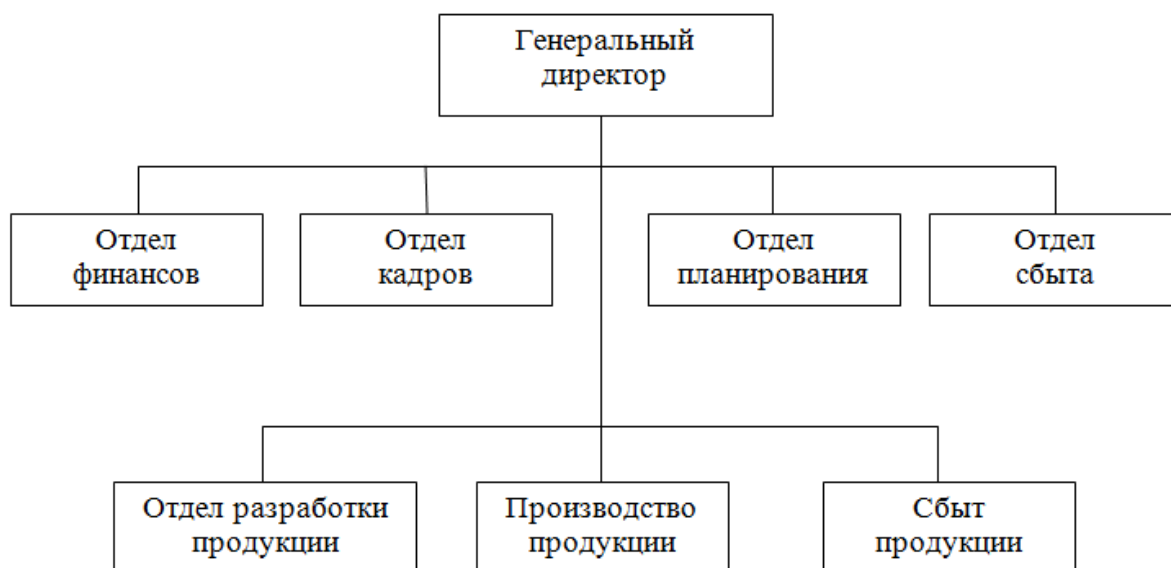 Генеральный
директор
Отдел
финансов
Отдел
кадров
Отдел
планирования
Отдел
сбыта
Отдел разработки
продукции
Производство
продукции
Сбыт
продукции